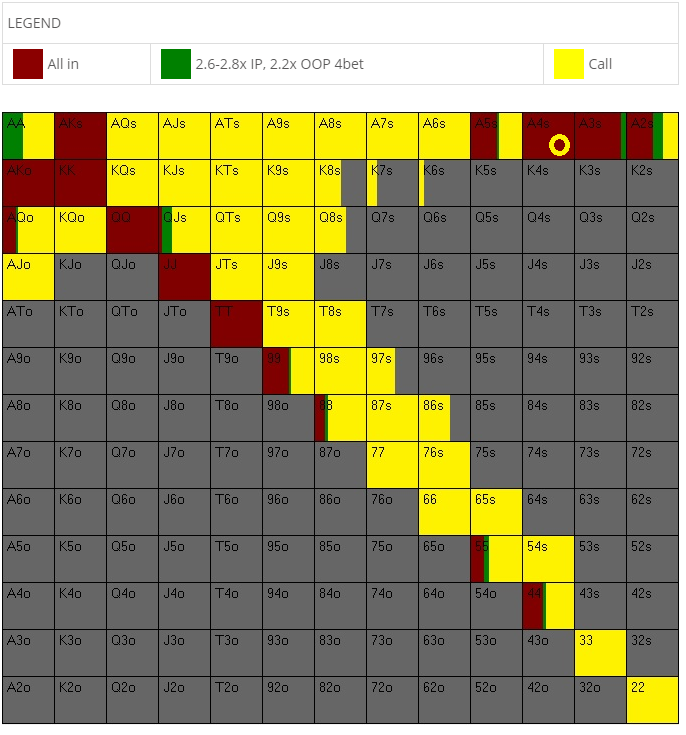 LEGEND
All in 2.6-2.8x IP, 2.2x OOP 4bet Call
AA AKs AQs AJs ATs A9s A8s A7s A6s A5s A4s A3s A2s
AKo KK KQs KJs KTs K9s K8s K7s K6s K5s K4s K3s K2s
AQo KQo QQ QJs QTs Q9s Q8s Q7s Q6s Q5s Q4s Q3s Q2s
AJo KJo QJo JJ JTs J9s J8s J7s J6s J5s J4s J3s J2s
ATo KTo QTo JTo TT T9s T8s T7s T6s T5s T4s T3s T2s
A9o K9o Q9o J9o T9o 99 98s 97s 96s 95s 94s 93s 92s
A8o K8o Q8o J8o T8o 98o 88 87s 86s 85s 84s 83s 82s
A7o K7o Q7o J7o T7o 97o 87o 77 76s 75s 74s 73s 72s
A6o K6o Q6o J6o T6o 96o 86o 76o 66 65s 64s 63s 62s
A5o K5o Q5o J5o T5o 95o 85o 75o 65o 55 54s 53s 52s
A4o K4o Q4o J4o T4o 94o 84o 74o 64o 54o 44 43s 42s
A3o K3o Q3o J3o T3o 93o 83o 73o 63o 53o 43o 33 32s
A2o K2o Q2o J2o T2o 92o 82o 72o 62o 52o 42o 32o 22